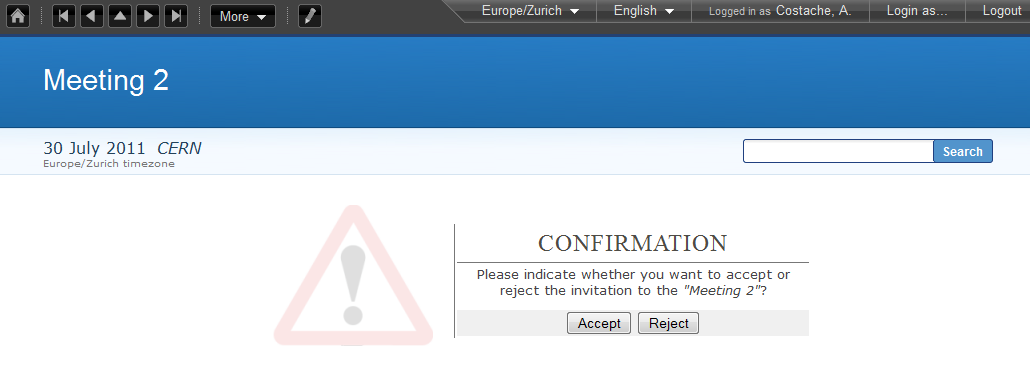 More Europe/Zurich English Logged in as Costache, A. Login as... Logout
Meeting 2
30 July 2011 CERN
Europe/Zurich timezone
Search
CONFIRMATION
Please indicate whether you want to accept or
reject the invitation to the "Meeting 2"?
Accept Reject